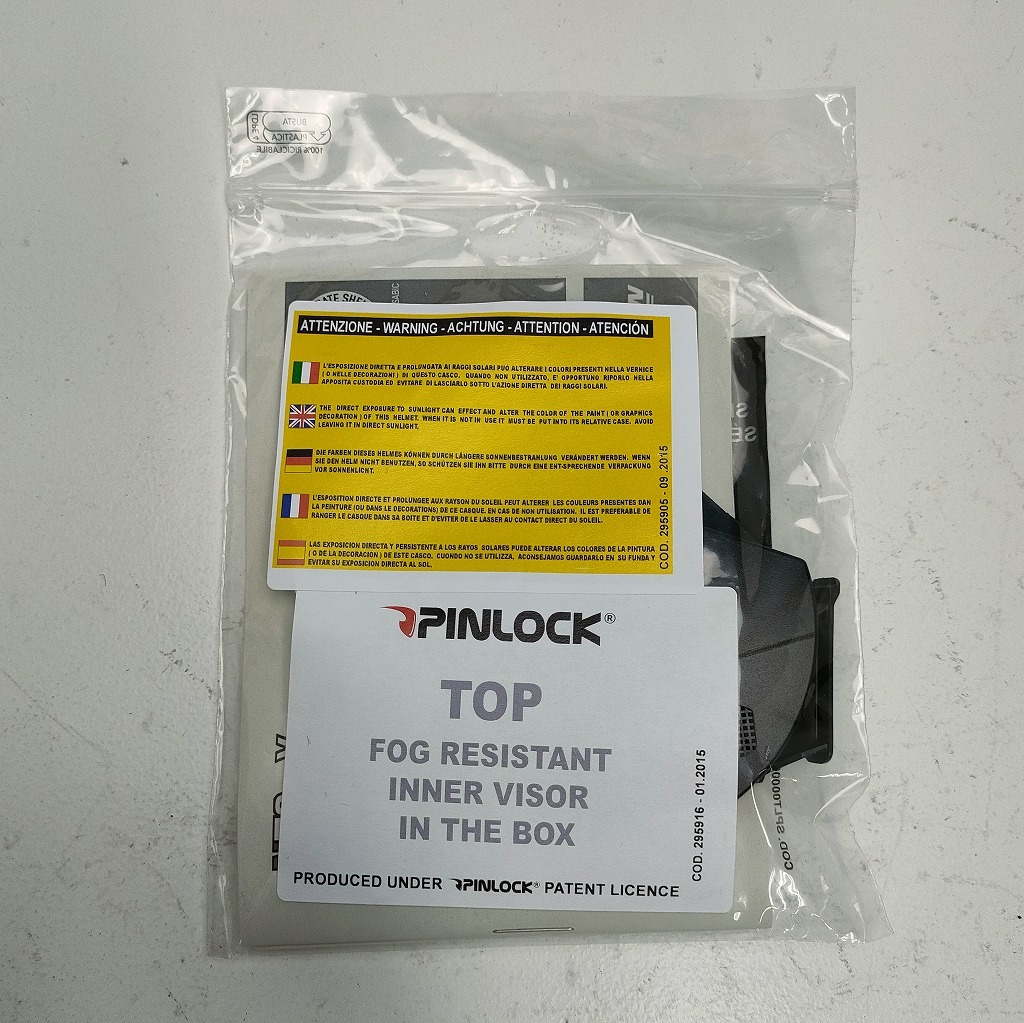 BUSTA
PLASTICA
LDPE 4
100% RICICLABILE
SABIC
ATTENZIONE - WARNING - ACHTUNG - ATTENTION - ATENCIÓN
L'ESPOSIZIONE DIRETTA E PROLUNGATA AI RAGGI SOLARI PUO ALTERARE I COLORI PRESENTI NELLA VERNICE
( O NELLE DECORAZIONI ) DI QUESTO CASCO. QUANDO NON UTILIZZATO, E' OPPORTUNO RIPORLO NELLA
APPOSITA CUSTODIA ED EVITARE DI LASCIARLO SOTTO L'AZIONE DIRETTA DEI RAGGI SOLARI.
THE DIRECT EXPOSURE TO SUNLIGHT CAN EFFECT AND ALTER THE COLOR OF THE PAINT ( OR GRAPHICS
DECORATION ) OF THIS HELMET. WHEN IT IS NOT IN USE IT MUST BE PUT INTO ITS RELATIVE CASE. AVOID
LEAVING IT IN DIRECT SUNLIGHT.
DIE FARBEN DIESES HELMES KÖNNEN DURCH LÄNGERE SONNENBESTRAHLUNG VERÄNDERT WERDEN. WENN
SIE DEN HELM NICHT BENUTZEN, SO SCHÜTZEN SIE IHN BITTE DURCH EINE ENT-SPRECHENDE VERPACKUNG
VOR SONNENLICHT.
L'ESPOSITION DIRECTE ET PROLONGEE AUX RAYSON DU SOLEIL PEUT ALTERER LES COULEURS PRESENTES DAN
LA PEINTURE (OU DANS LE DECORATIONS) DE CE CASQUE. EN CAS DE NON UTILISATION. IL EST PREFERABLE DE
RANGER LE CASQUE DANS SA BOITE ET D'EVITER DE LE LASSER AU CONTACT DIRECT DU SOLEIL.
LAS EXPOSICION DIRECTA Y PERSISTENTE A LOS RAYOS SOLARES PUEDE ALTERAR LOS COLORES DE LA PINTURA
( O DE LA DECORACION ) DE ESTE CASCO. CUONDO NO SE UTILIZZA, ACONSEJAMOS GUARDARLO EN SU FUNDA Y
EVITAR SU EXPOSICION DIRECTA AL SOL.
COD. 295905 - 09 .2015
PINLOCK®
TOP
FOG RESISTANT
INNER VISOR
IN THE BOX
COD. 295916 - 01.2015
PRODUCED UNDER PINLOCK® PATENT LICENCE